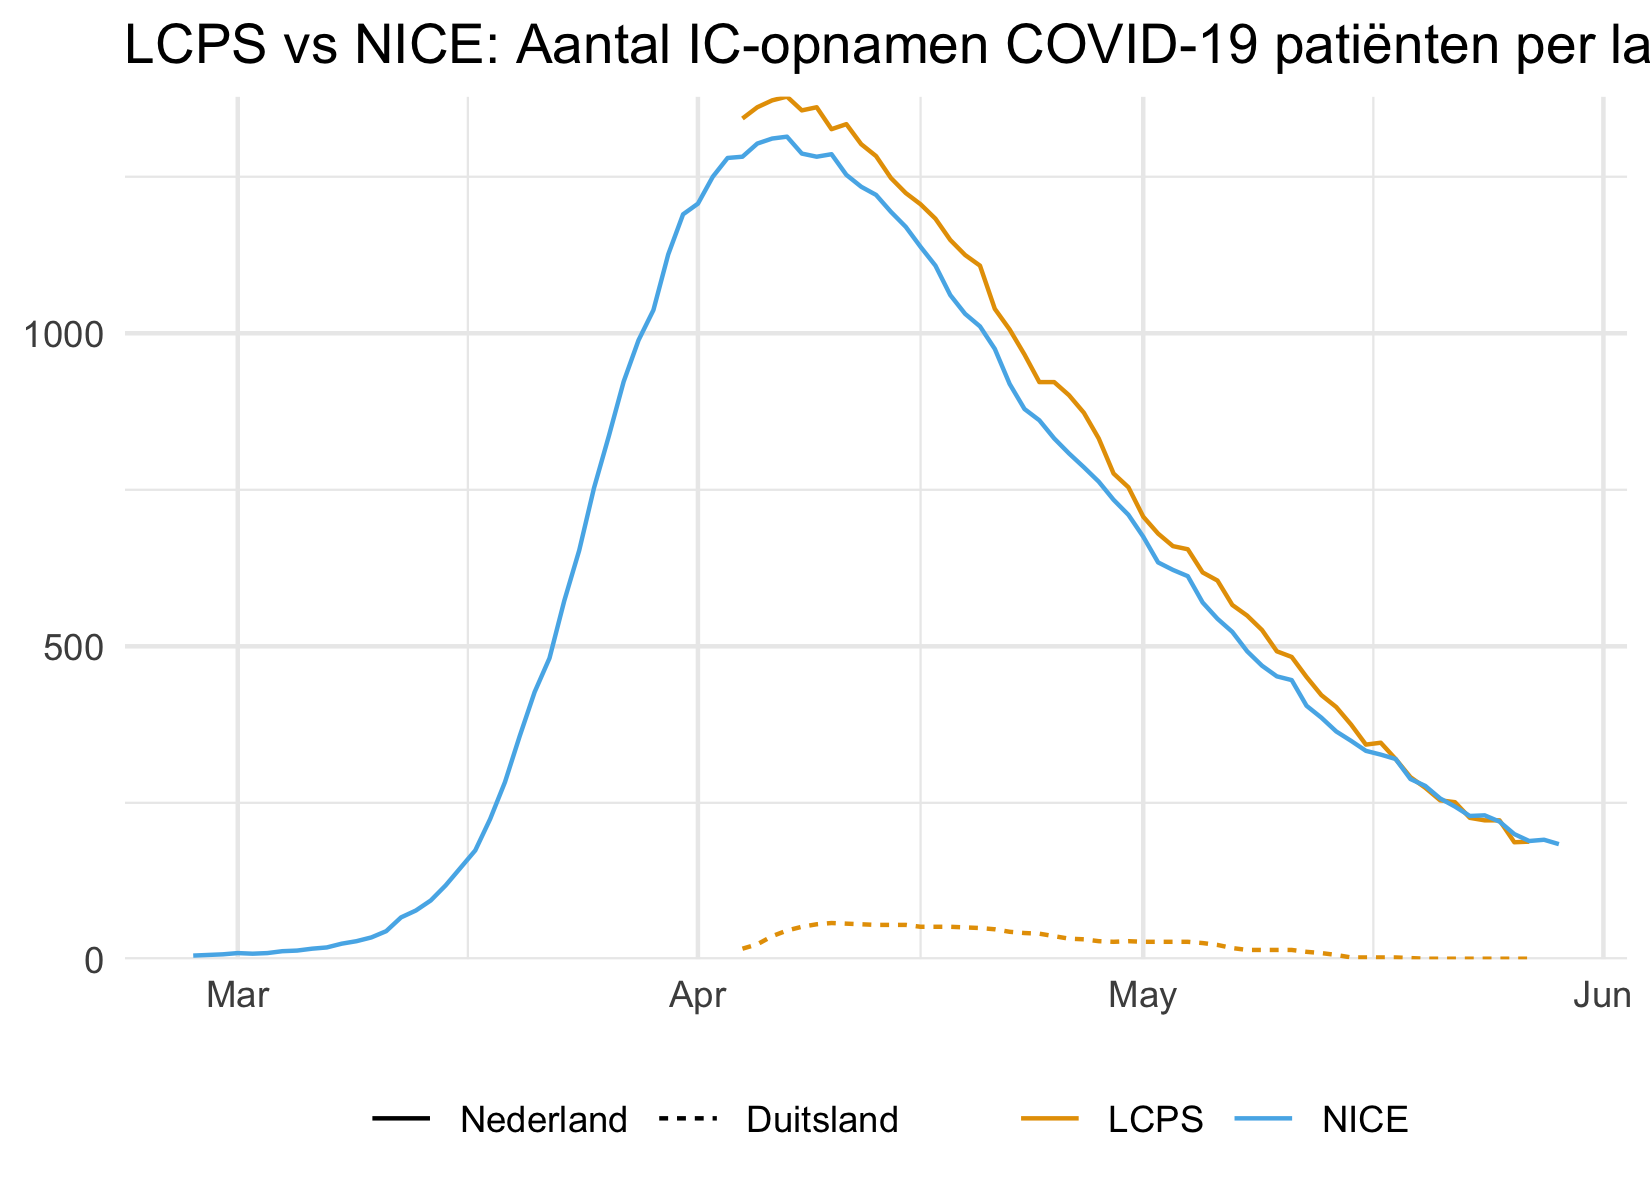 LCPS vs NICE: Aantal IC-opnamen COVID-19 patiënten per la
1000
500
0
Mar Apr May Jun
Nederland Duitsland LCPS NICE